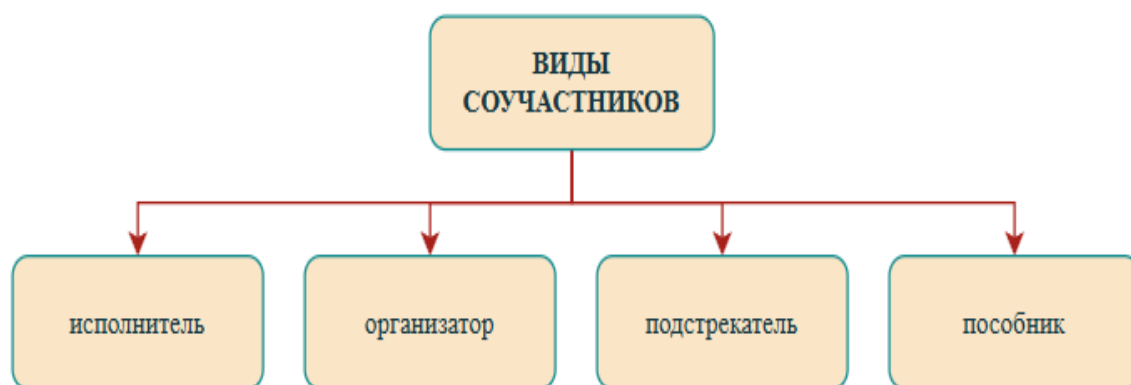 ВИДЫ
СОУЧАСТНИКОВ
исполнитель
организатор
подстрекатель
пособник